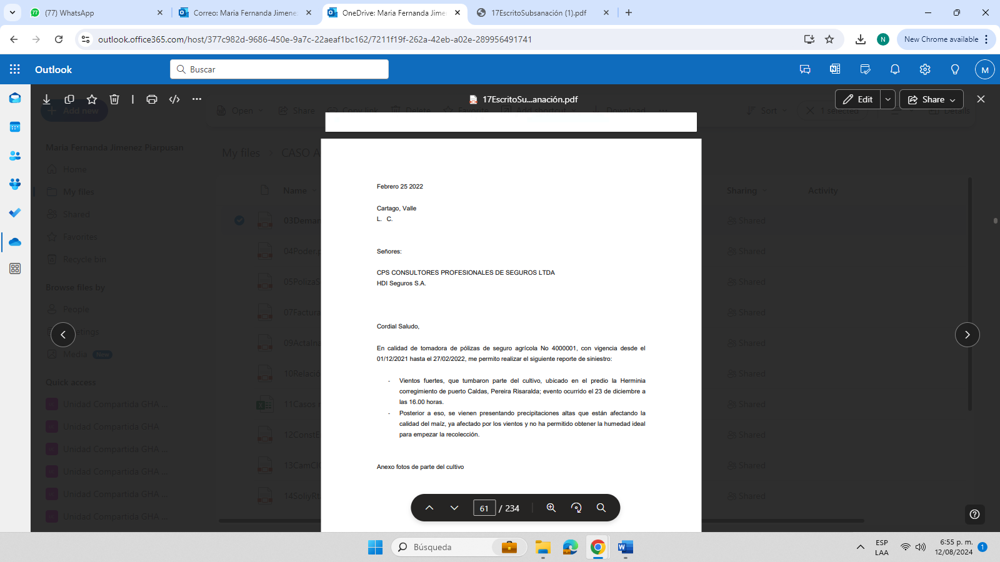 (77) WhatsApp
Correo: Maria Fernanda Jimene
OneDrive: Maria Fernanda Jime
17EscritoSubsanación (1).pdf
outlook.office365.com/host/377c982d-9686-450e-9a7c-22aeaf1bc162/7211f19f-262a-42eb-a02e-289956491741
N
New Chrome available
Outlook
Buscar
M
17EscritoSu...anación.pdf
Edit
Share
Add new
Open
Share
Copy link
Delete
Favorite
Add shortcut
Download
Sort
1 selected
Details
Maria Fernanda Jimenez Piarpusan
Home
My files
Shared
Favorites
Recycle bin
Browse files by
People
Meetings
Media
New
Quick access
Unidad Compartida GHA ...
Unidad Compartida GHA
Unidad Compartida GHA ...
Unidad Compartida GHA ...
Unidad Compartida GHA ...
Unidad Compartida GHA ...
My files
CASO A
Name
Sharing
Activity
03Deman
Shared
04Poder.p
Shared
05PolizaS
Shared
07Factura
Shared
09ActaIna
Shared
10Relacio
Shared
11Casos
Shared
12ConstE
Shared
13CamCI
Shared
14SoliyRt
Shared
Febrero 25 2022
Cartago, Valle
L. C.
Señores:
CPS CONSULTORES PROFESIONALES DE SEGUROS LTDA
HDI Seguros S.A.
Cordial Saludo,
En calidad de tomadora de pólizas de seguro agrícola No 4000001, con vigencia desde el
01/12/2021 hasta el 27/02/2022, me permito realizar el siguiente reporte de siniestro:
- Vientos fuertes, que tumbaron parte del cultivo, ubicado en el predio la Herminia
corregimiento de puerto Caldas, Pereira Risaralda; evento ocurrido el 23 de diciembre a
las 16.00 horas.
- Posterior a eso, se vienen presentando precipitaciones altas que están afectando la
calidad del maíz, ya afectado por los vientos y no ha permitido obtener la humedad ideal
para empezar la recolección.
Anexo fotos de parte del cultivo
61 / 234
Búsqueda
ESP
LAA
6:55 p. m.
12/08/2024
1